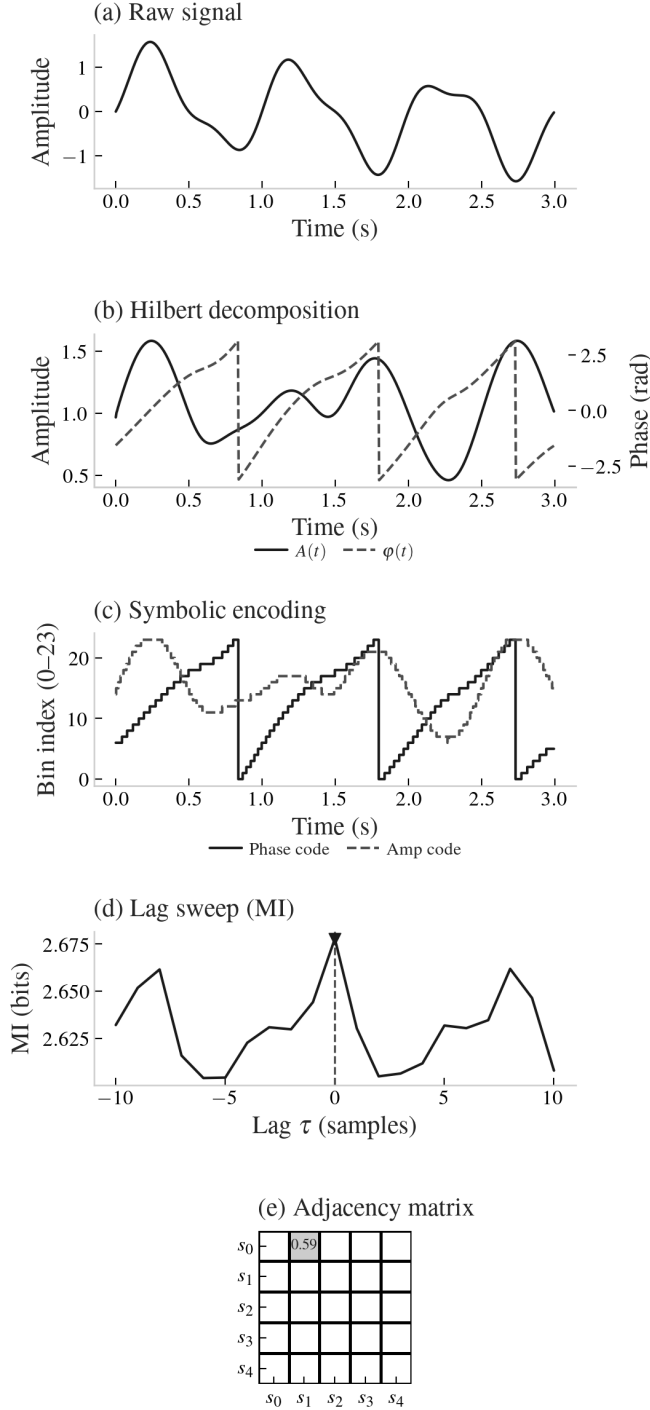 (a) Raw signal
Amplitude
1
0
−1
0.0 0.5 1.0 1.5 2.0 2.5 3.0
Time (s)
(b) Hilbert decomposition
Amplitude
1.5
1.0
0.5
2.5
0.0
−2.5
Phase (rad)
0.0 0.5 1.0 1.5 2.0 2.5 3.0
Time (s)
A(t) φ(t)
(c) Symbolic encoding
Bin index (0–23)
20
10
0
0.0 0.5 1.0 1.5 2.0 2.5 3.0
Time (s)
Phase code Amp code
(d) Lag sweep (MI)
MI (bits)
2.675
2.650
2.625
−10 −5 0 5 10
Lag τ (samples)
(e) Adjacency matrix
s₀ 0.59
s₁
s₂
s₃
s₄
s₀ s₁ s₂ s₃ s₄